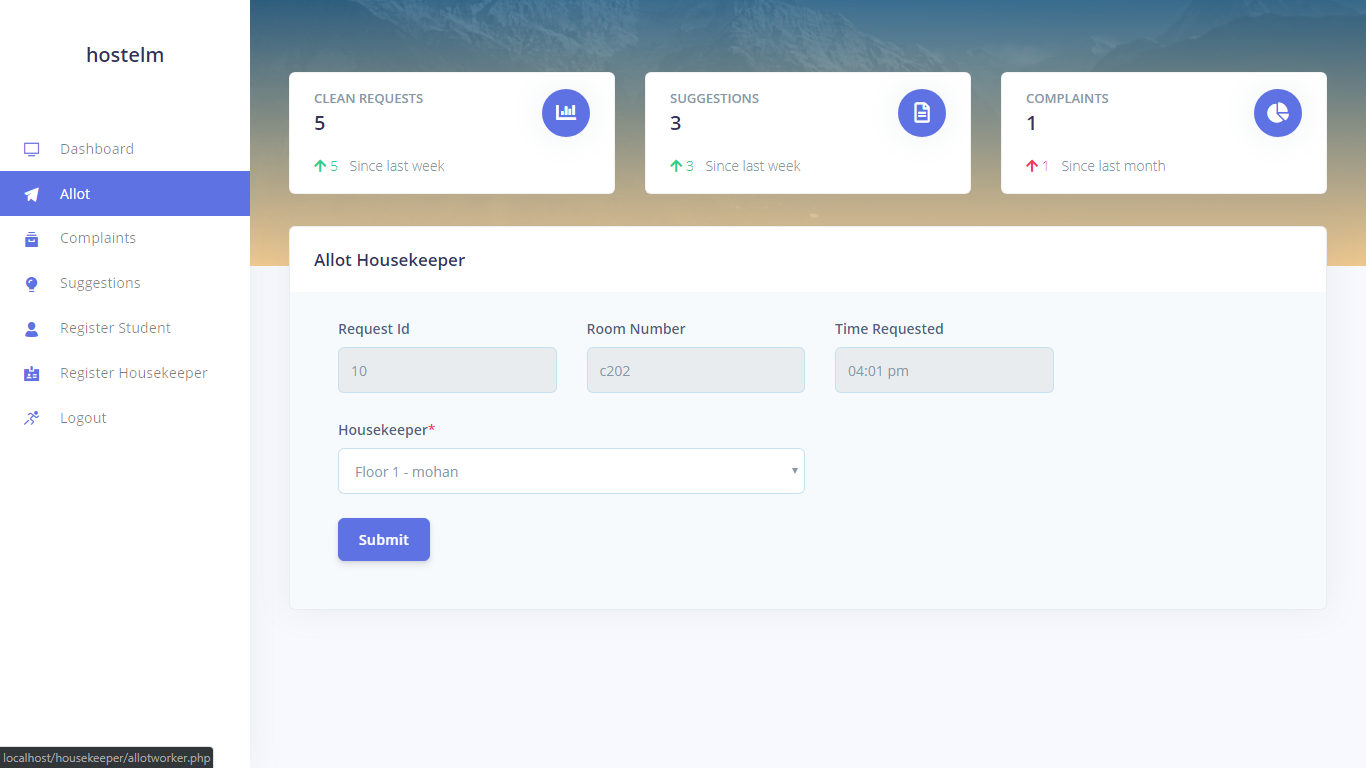 hostelm
Dashboard
Allot
Complaints
Suggestions
Register Student
Register Housekeeper
Logout
CLEAN REQUESTS
5
5 Since last week
SUGGESTIONS
3
3 Since last week
COMPLAINTS
1
1 Since last month
Allot Housekeeper
Request Id
10
Room Number
c202
Time Requested
04:01 pm
Housekeeper*
Floor 1 - mohan
Submit
localhost/housekeeper/allotworker.php